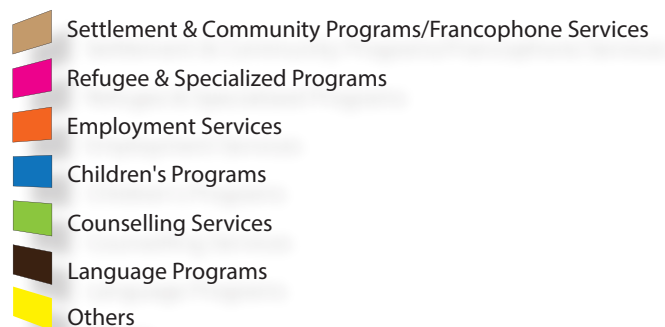 Settlement & Community Programs/Francophone Services
Refugee & Specialized Programs
Employment Services
Children's Programs
Counselling Services
Language Programs
Others